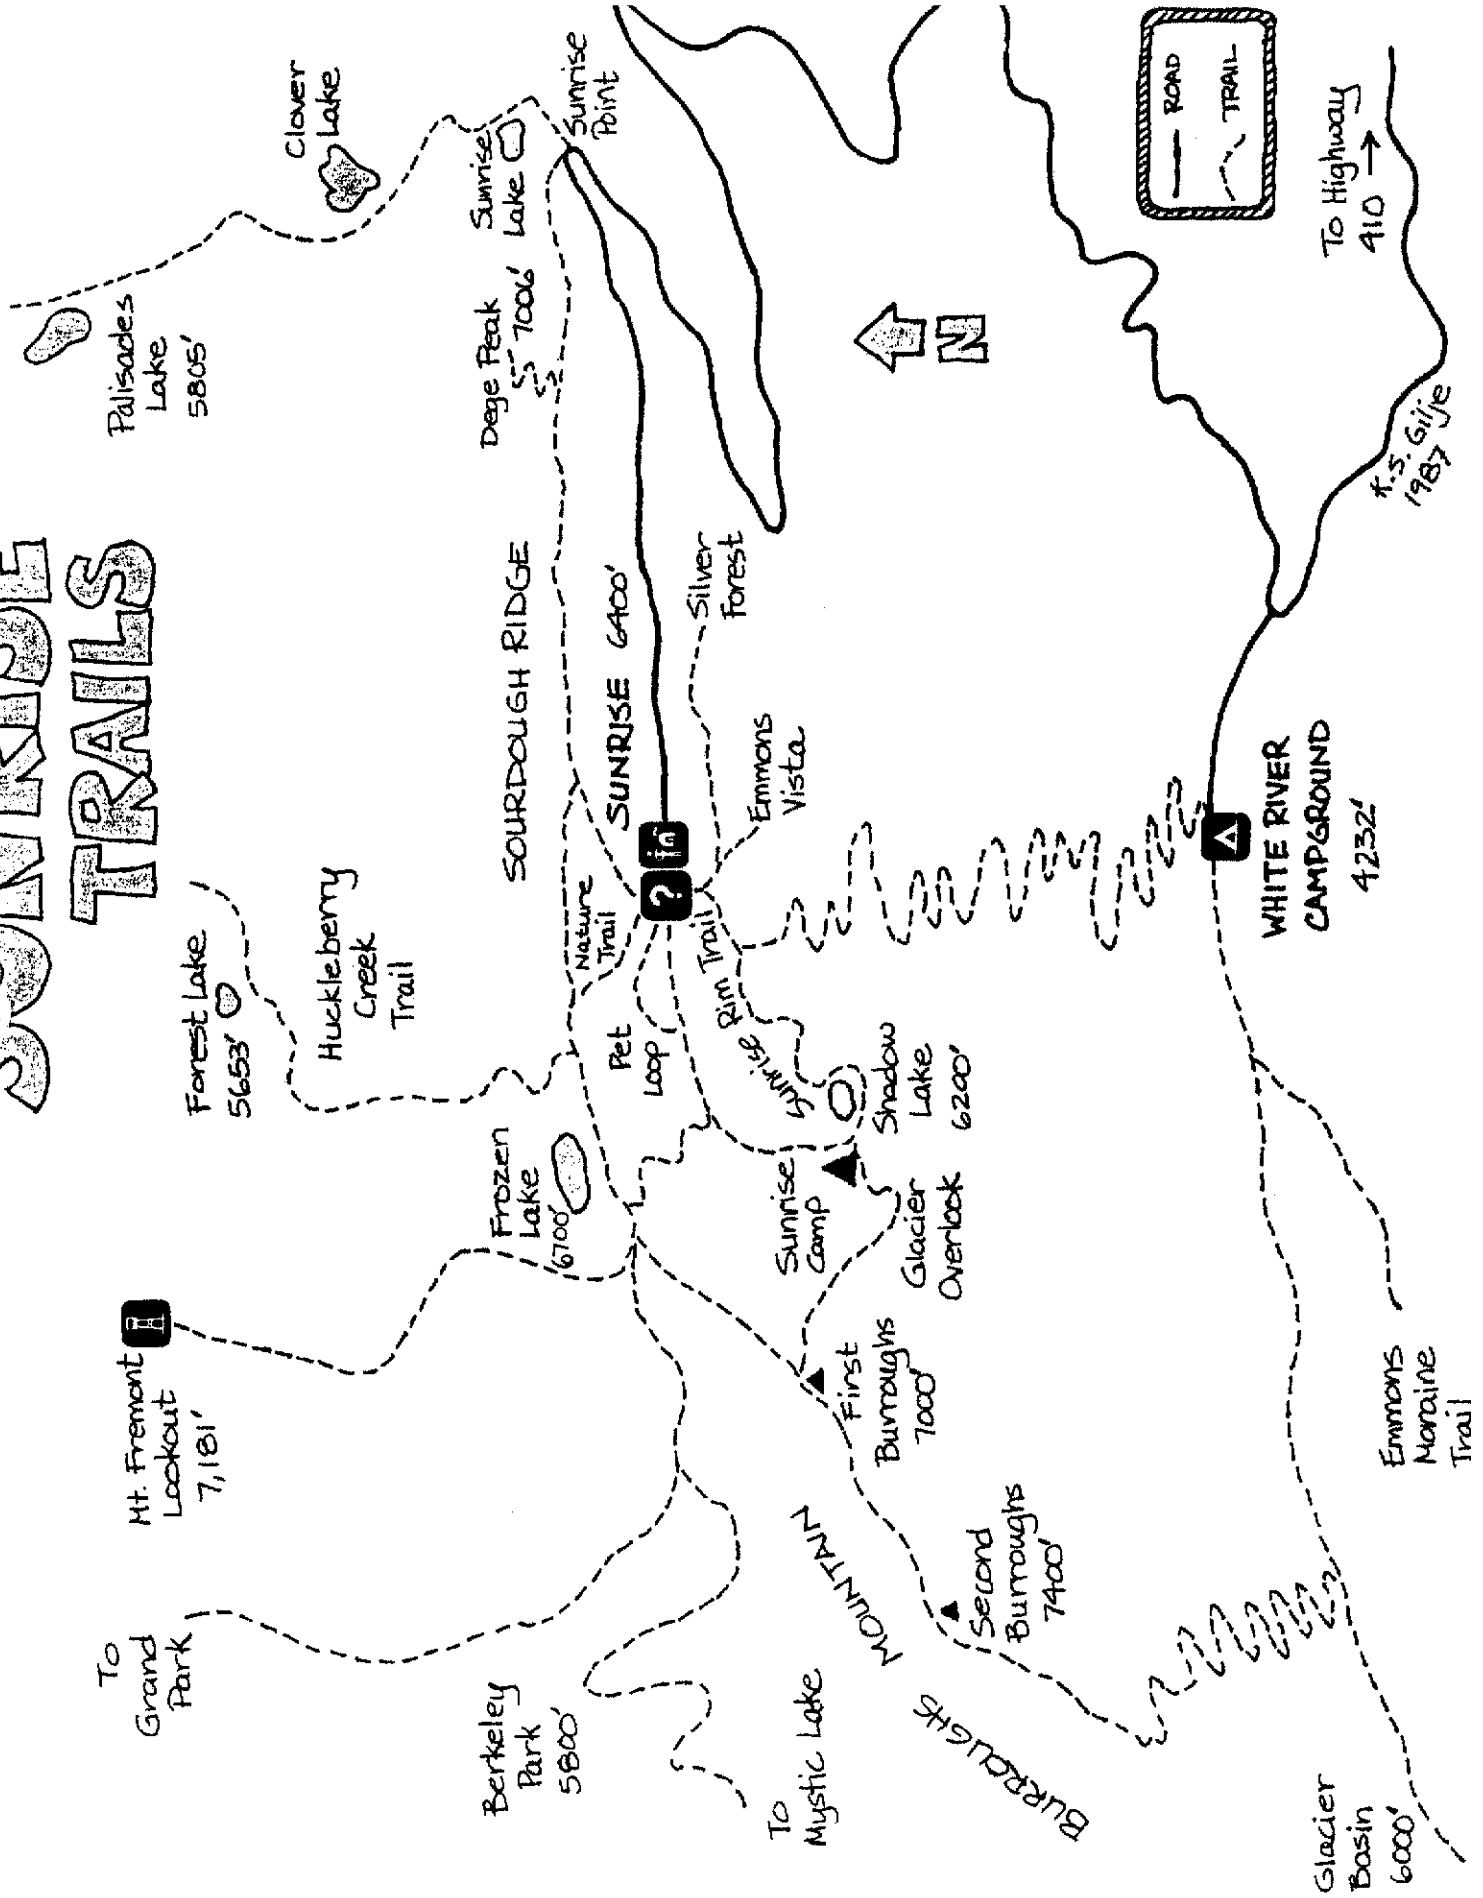 SUNRISE
TRAILS
To
Grand
Park
Mt. Fremont
Lookout
7,181'
Forest Lake
5653'
Huckleberry
Creek
Trail
Palisades
Lake
5805'
Clover
Lake
Berkeley
Park
5800'
Frozen
Lake
6700'
SOURDOUGH RIDGE
Dege Peak
7006'
Sunrise
Lake
Sunrise
Point
Nature
Trail
SUNRISE 6400'
Pet
Loop
?
Silver
Forest
Sunrise Rim Trail
Emmons
Vista
To
Mystic Lake
Sunrise
Camp
Shadow
Lake
6200'
Glacier
Overlook
First
Burroughs
7000'
N
BURROUGHS MOUNTAIN
Second
Burroughs
7400'
ROAD
TRAIL
WHITE RIVER
CAMPGROUND
4232'
To Highway
410 →
K.S. Gilje
1987
Glacier
Basin
6000'
Emmons
Moraine
Trail